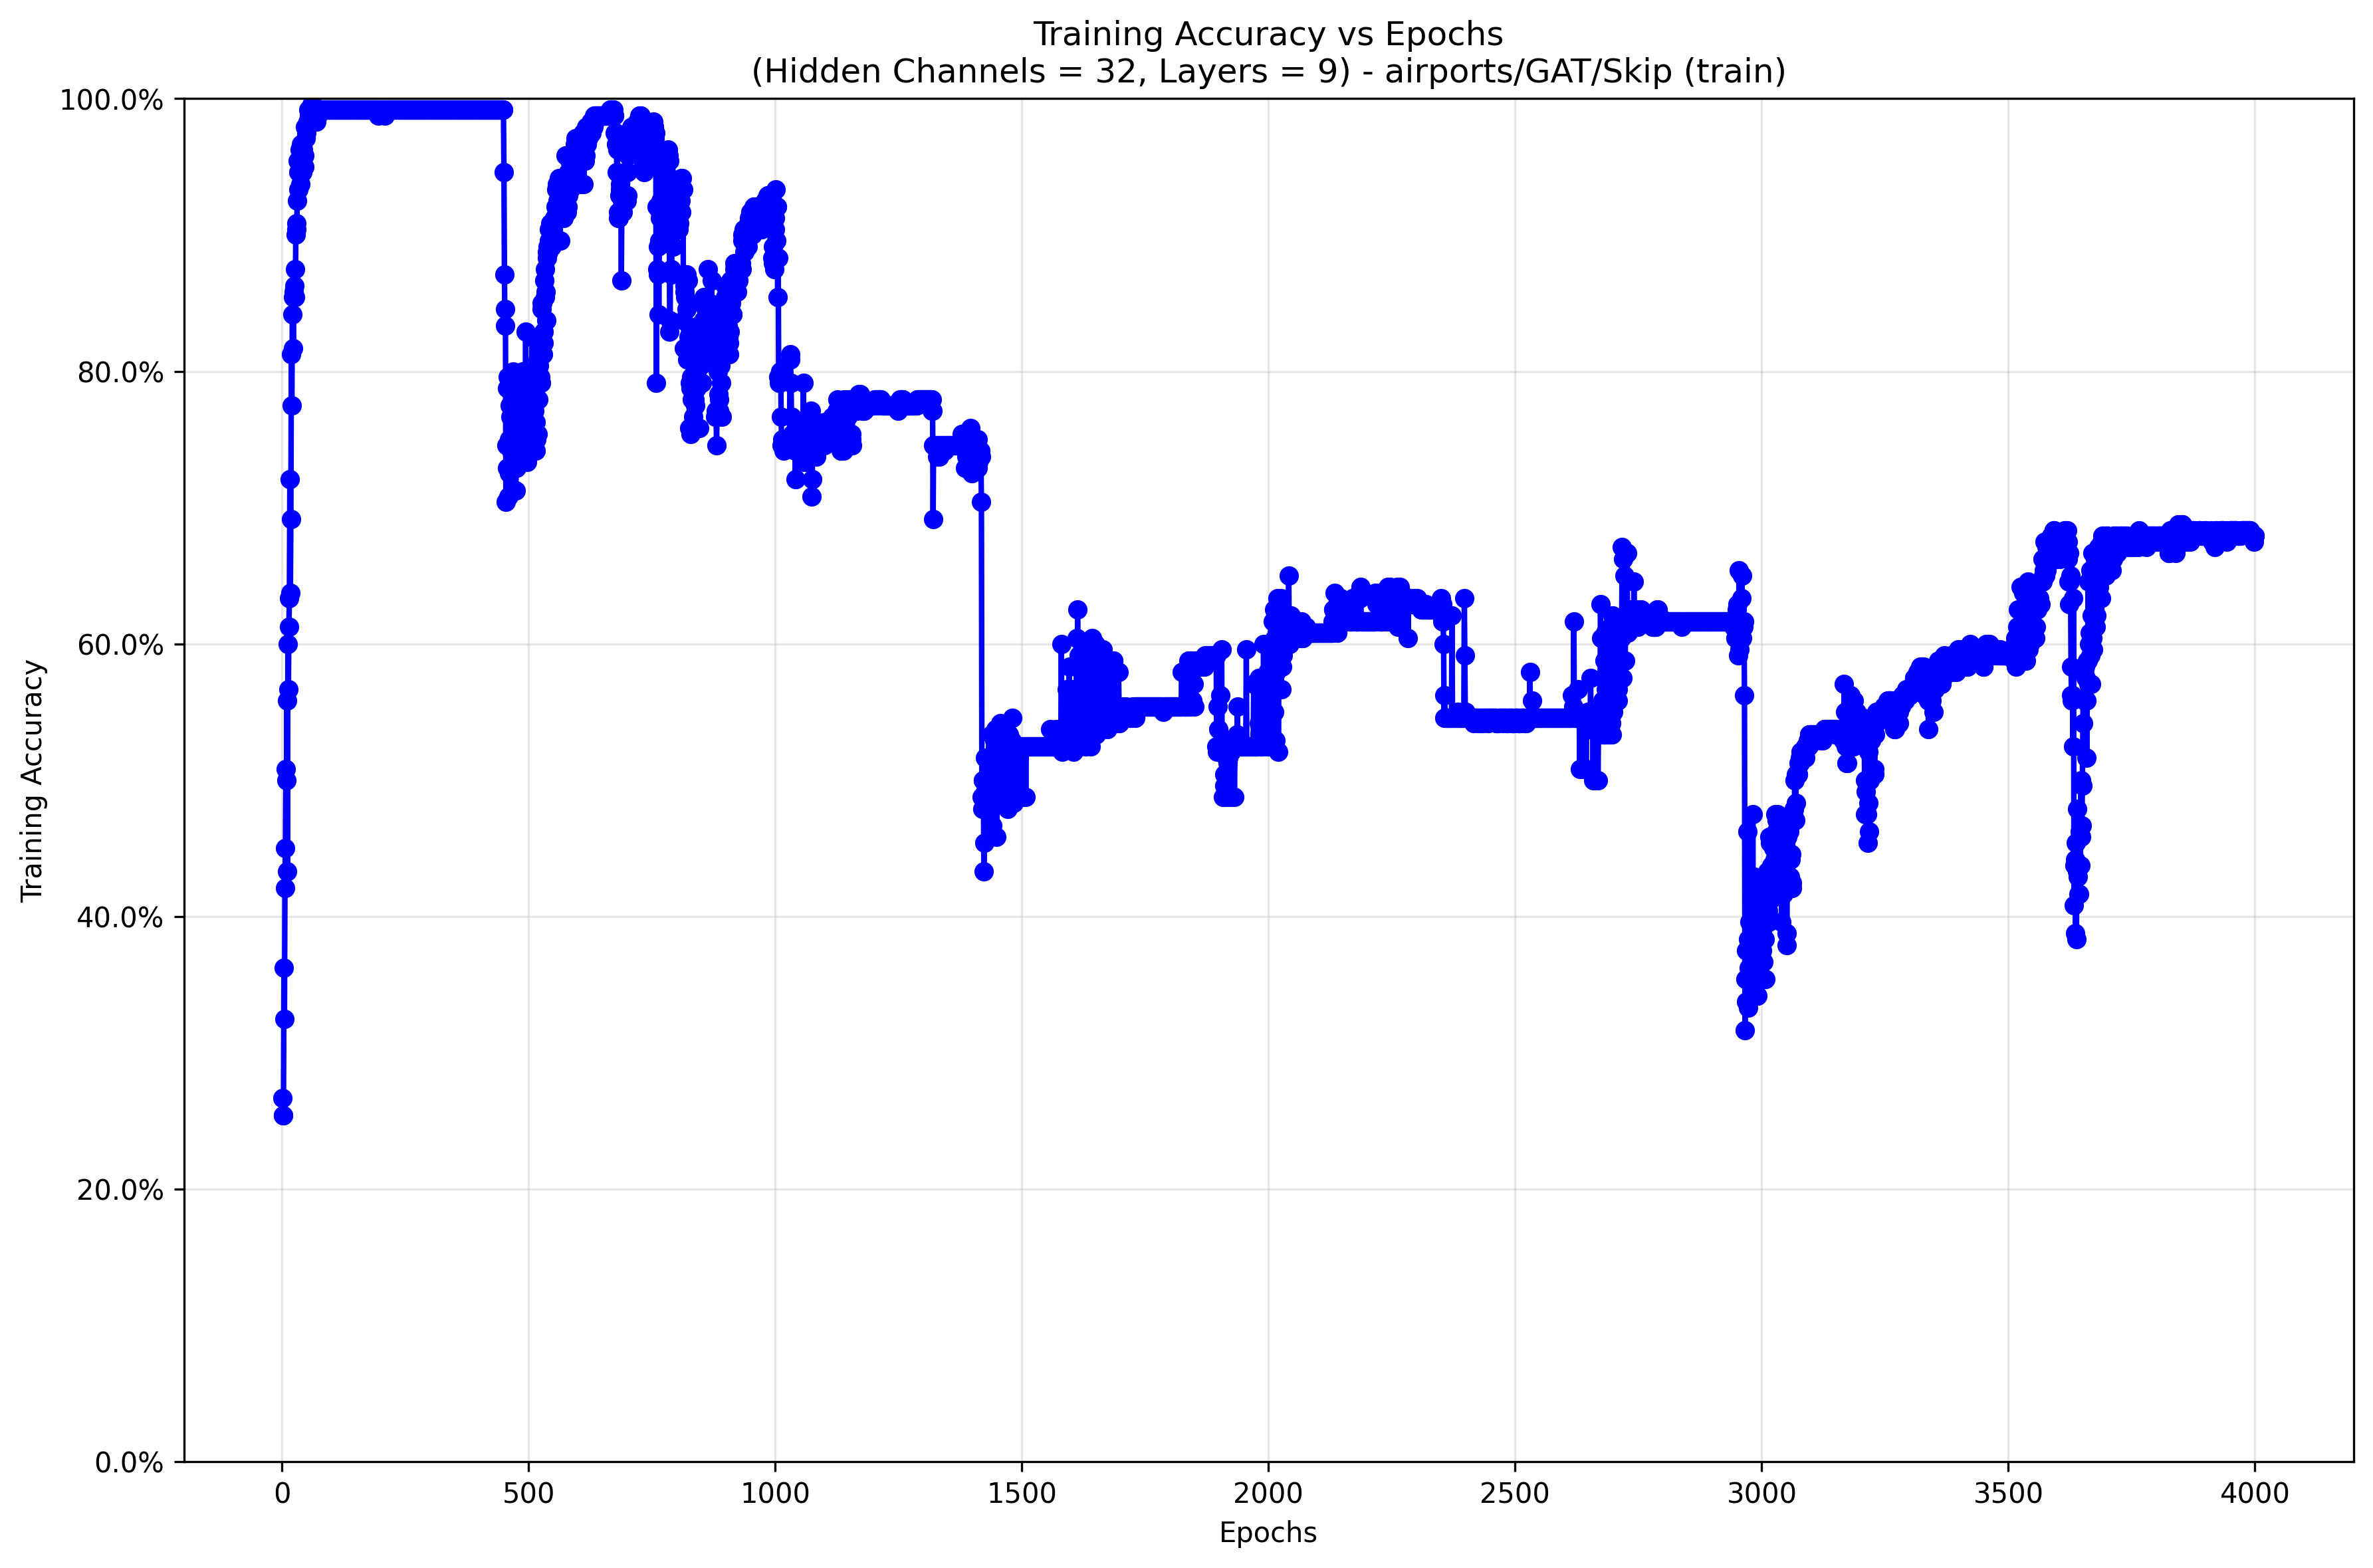 Training Accuracy vs Epochs
(Hidden Channels = 32, Layers = 9) - airports/GAT/Skip (train)
Training Accuracy
100.0%
80.0%
60.0%
40.0%
20.0%
0.0%
0 500 1000 1500 2000 2500 3000 3500 4000
Epochs